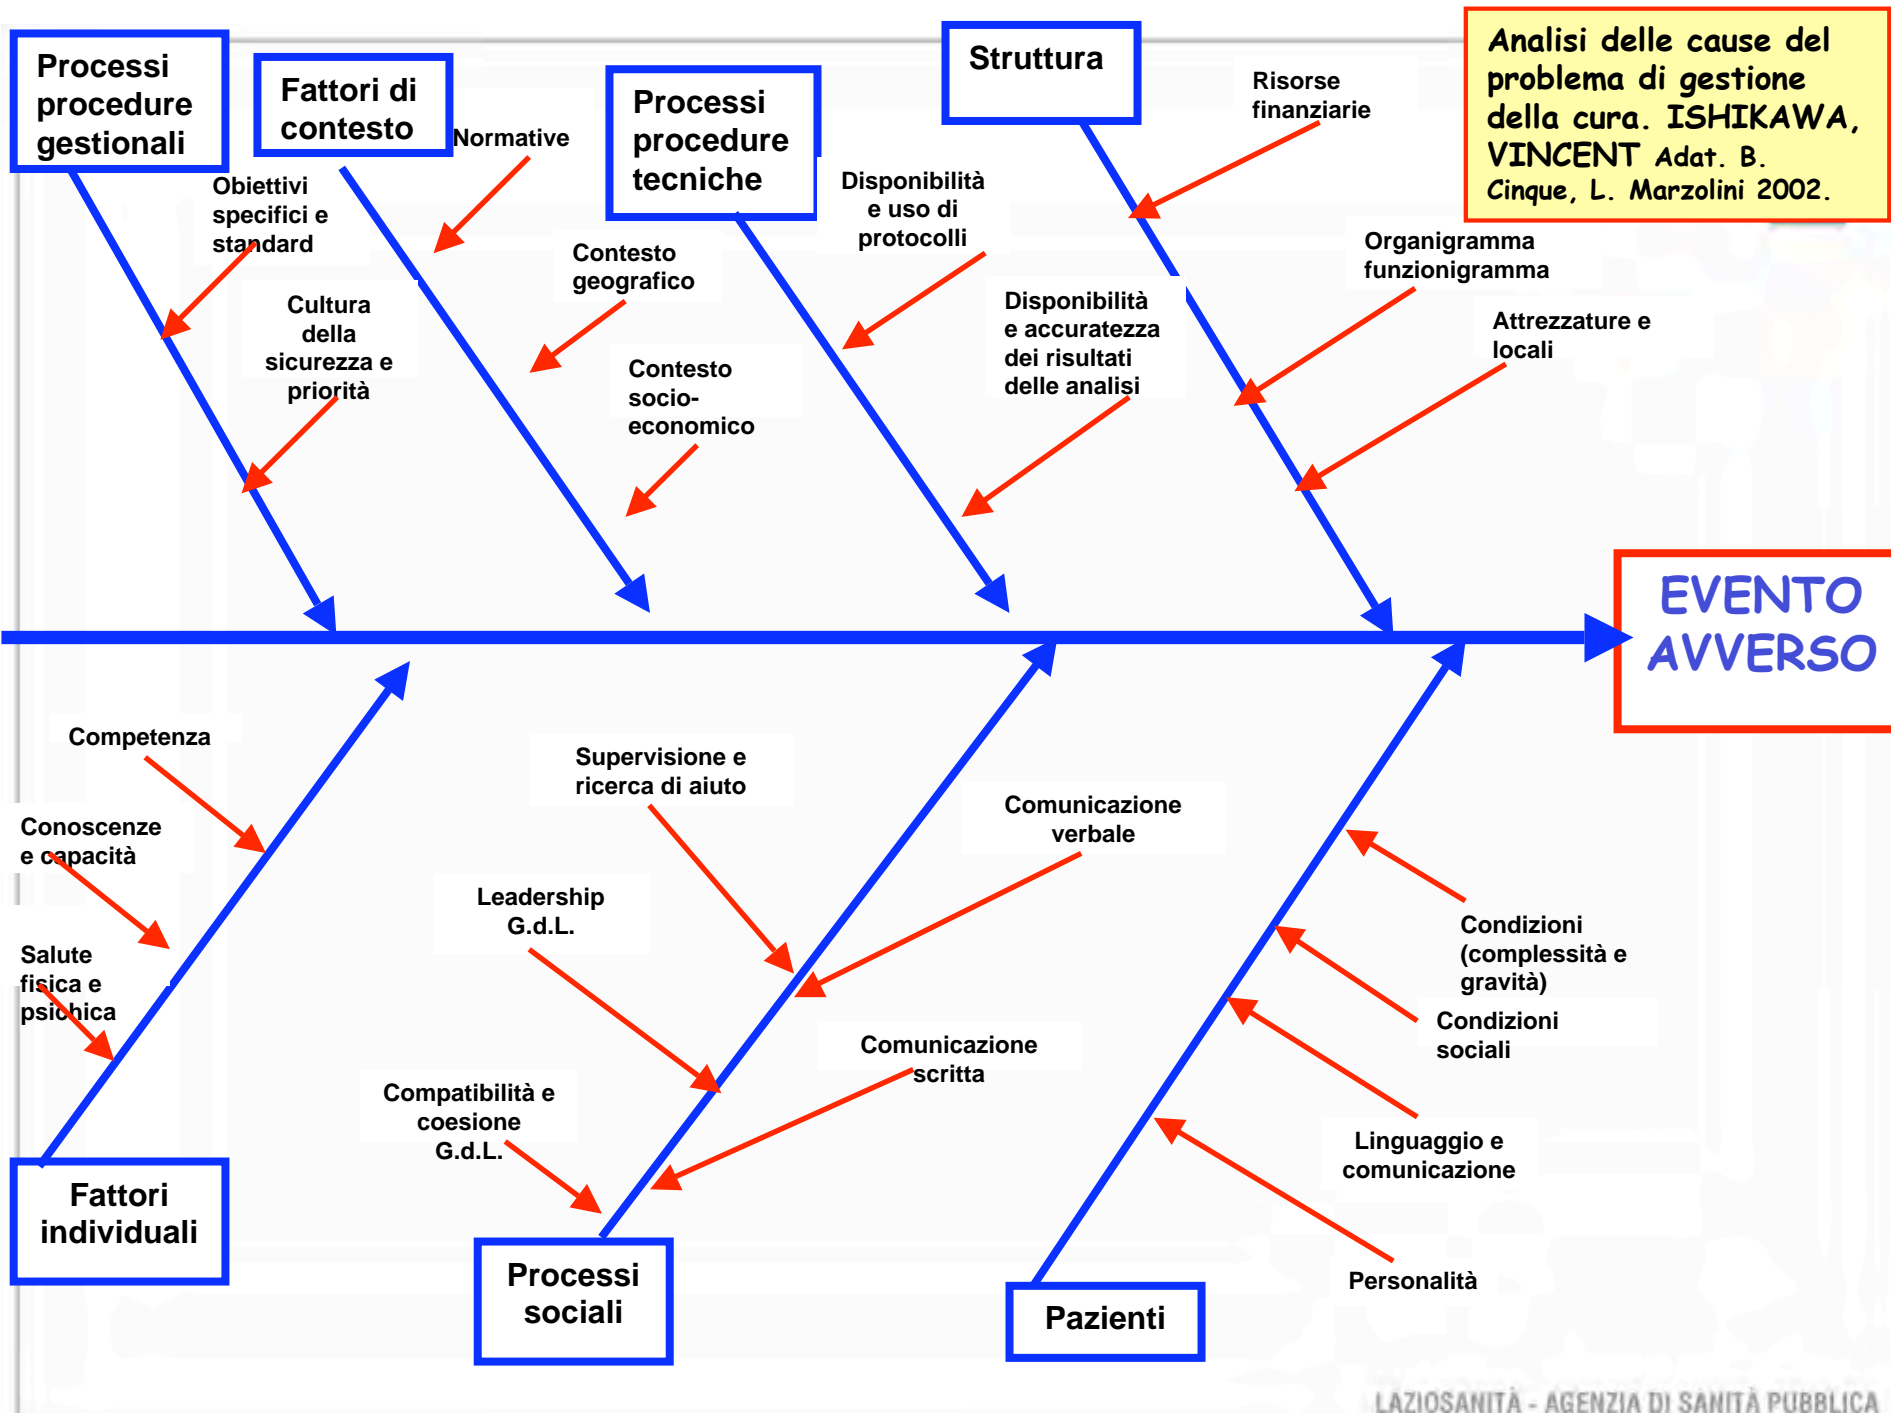 Processi
procedure
gestionali
Fattori di
contesto
Processi
procedure
tecniche
Struttura
Analisi delle cause del
problema di gestione
della cura. ISHIKAWA,
VINCENT Adat. B.
Cinque, L. Marzolini 2002.
Obiettivi
specifici e
standard
Cultura
della
sicurezza e
priorità
Normative
Contesto
geografico
Contesto
socio-
economico
Disponibilità
e uso di
protocolli
Disponibilità
e accuratezza
dei risultati
delle analisi
Risorse
finanziarie
Organigramma
funzionigramma
Attrezzature e
locali
EVENTO
AVVERSO
Competenza
Conoscenze
e capacità
Salute
fisica e
psichica
Fattori
individuali
Supervisione e
ricerca di aiuto
Leadership
G.d.L.
Compatibilità e
coesione
G.d.L.
Comunicazione
verbale
Comunicazione
scritta
Processi
sociali
Condizioni
(complessità e
gravità)
Condizioni
sociali
Linguaggio e
comunicazione
Personalità
Pazienti
LAZIOSANITÀ - AGENZIA DI SANITÀ PUBBLICA